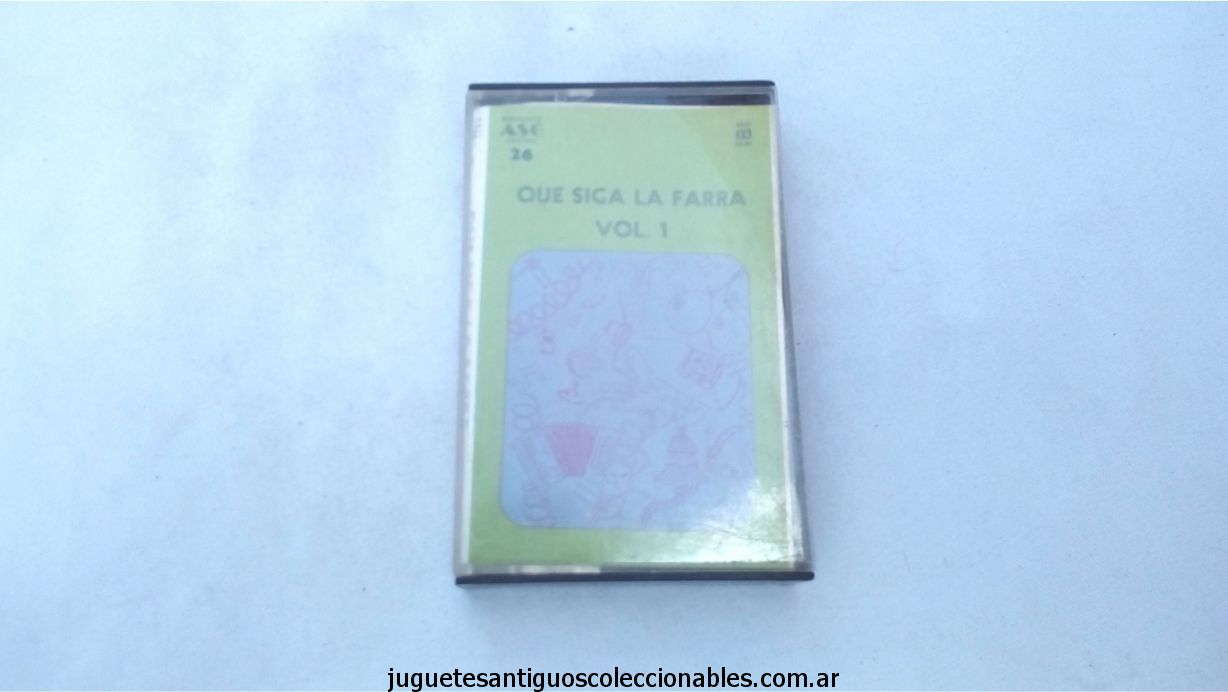 ASC
26
QUE SIGA LA FARRA
VOL. 1
juguetesantiguoscoleccionables.com.ar